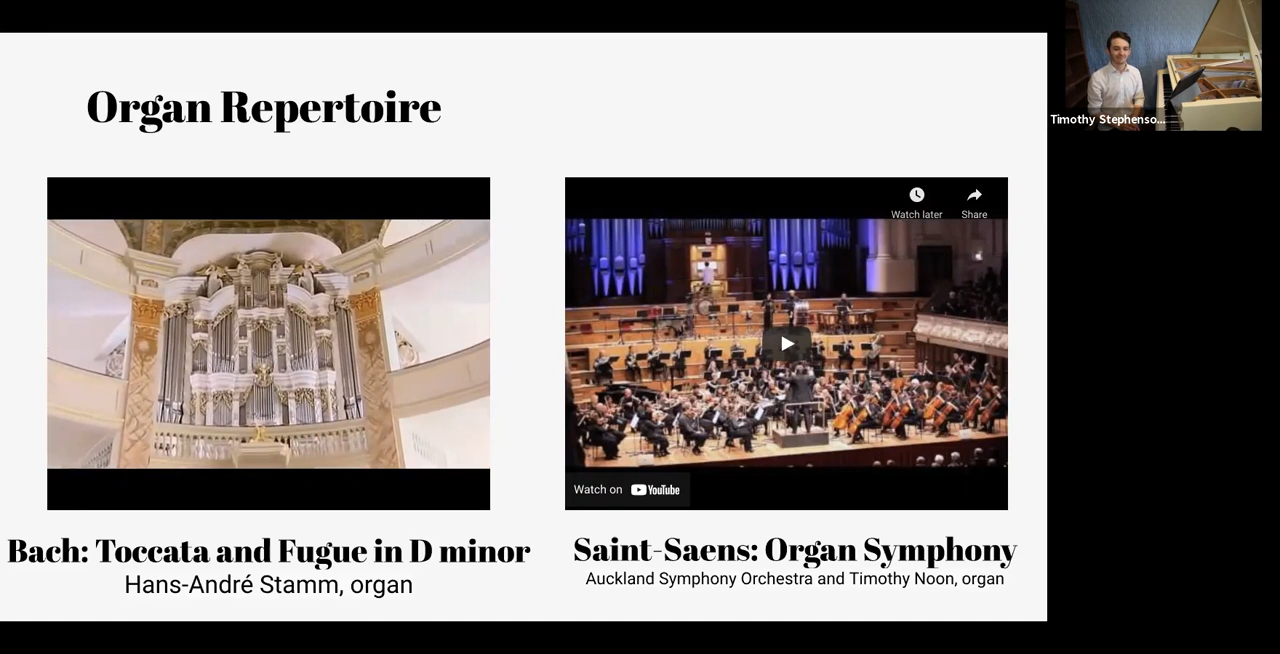 Organ Repertoire
Timothy Stephenso...
Watch later
Share
Watch on YouTube
Bach: Toccata and Fugue in D minor
Hans-André Stamm, organ
Saint-Saens: Organ Symphony
Auckland Symphony Orchestra and Timothy Noon, organ